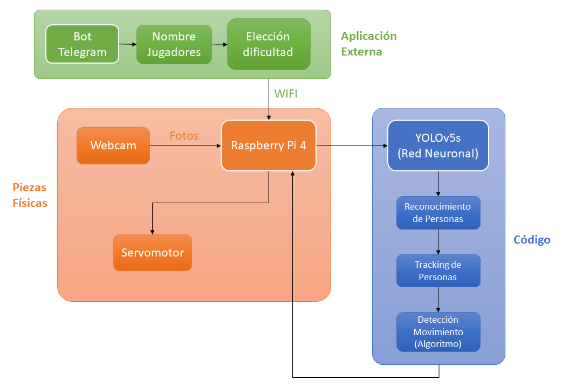 Bot
Telegram
Nombre
Jugadores
Elección
dificultad
Aplicación
Externa
WIFI
Piezas
Físicas
Webcam
Fotos
Raspberry Pi 4
Servomotor
YOLOv5s
(Red Neuronal)
Reconocimiento
de Personas
Tracking de
Personas
Detección
Movimiento
(Algoritmo)
Código